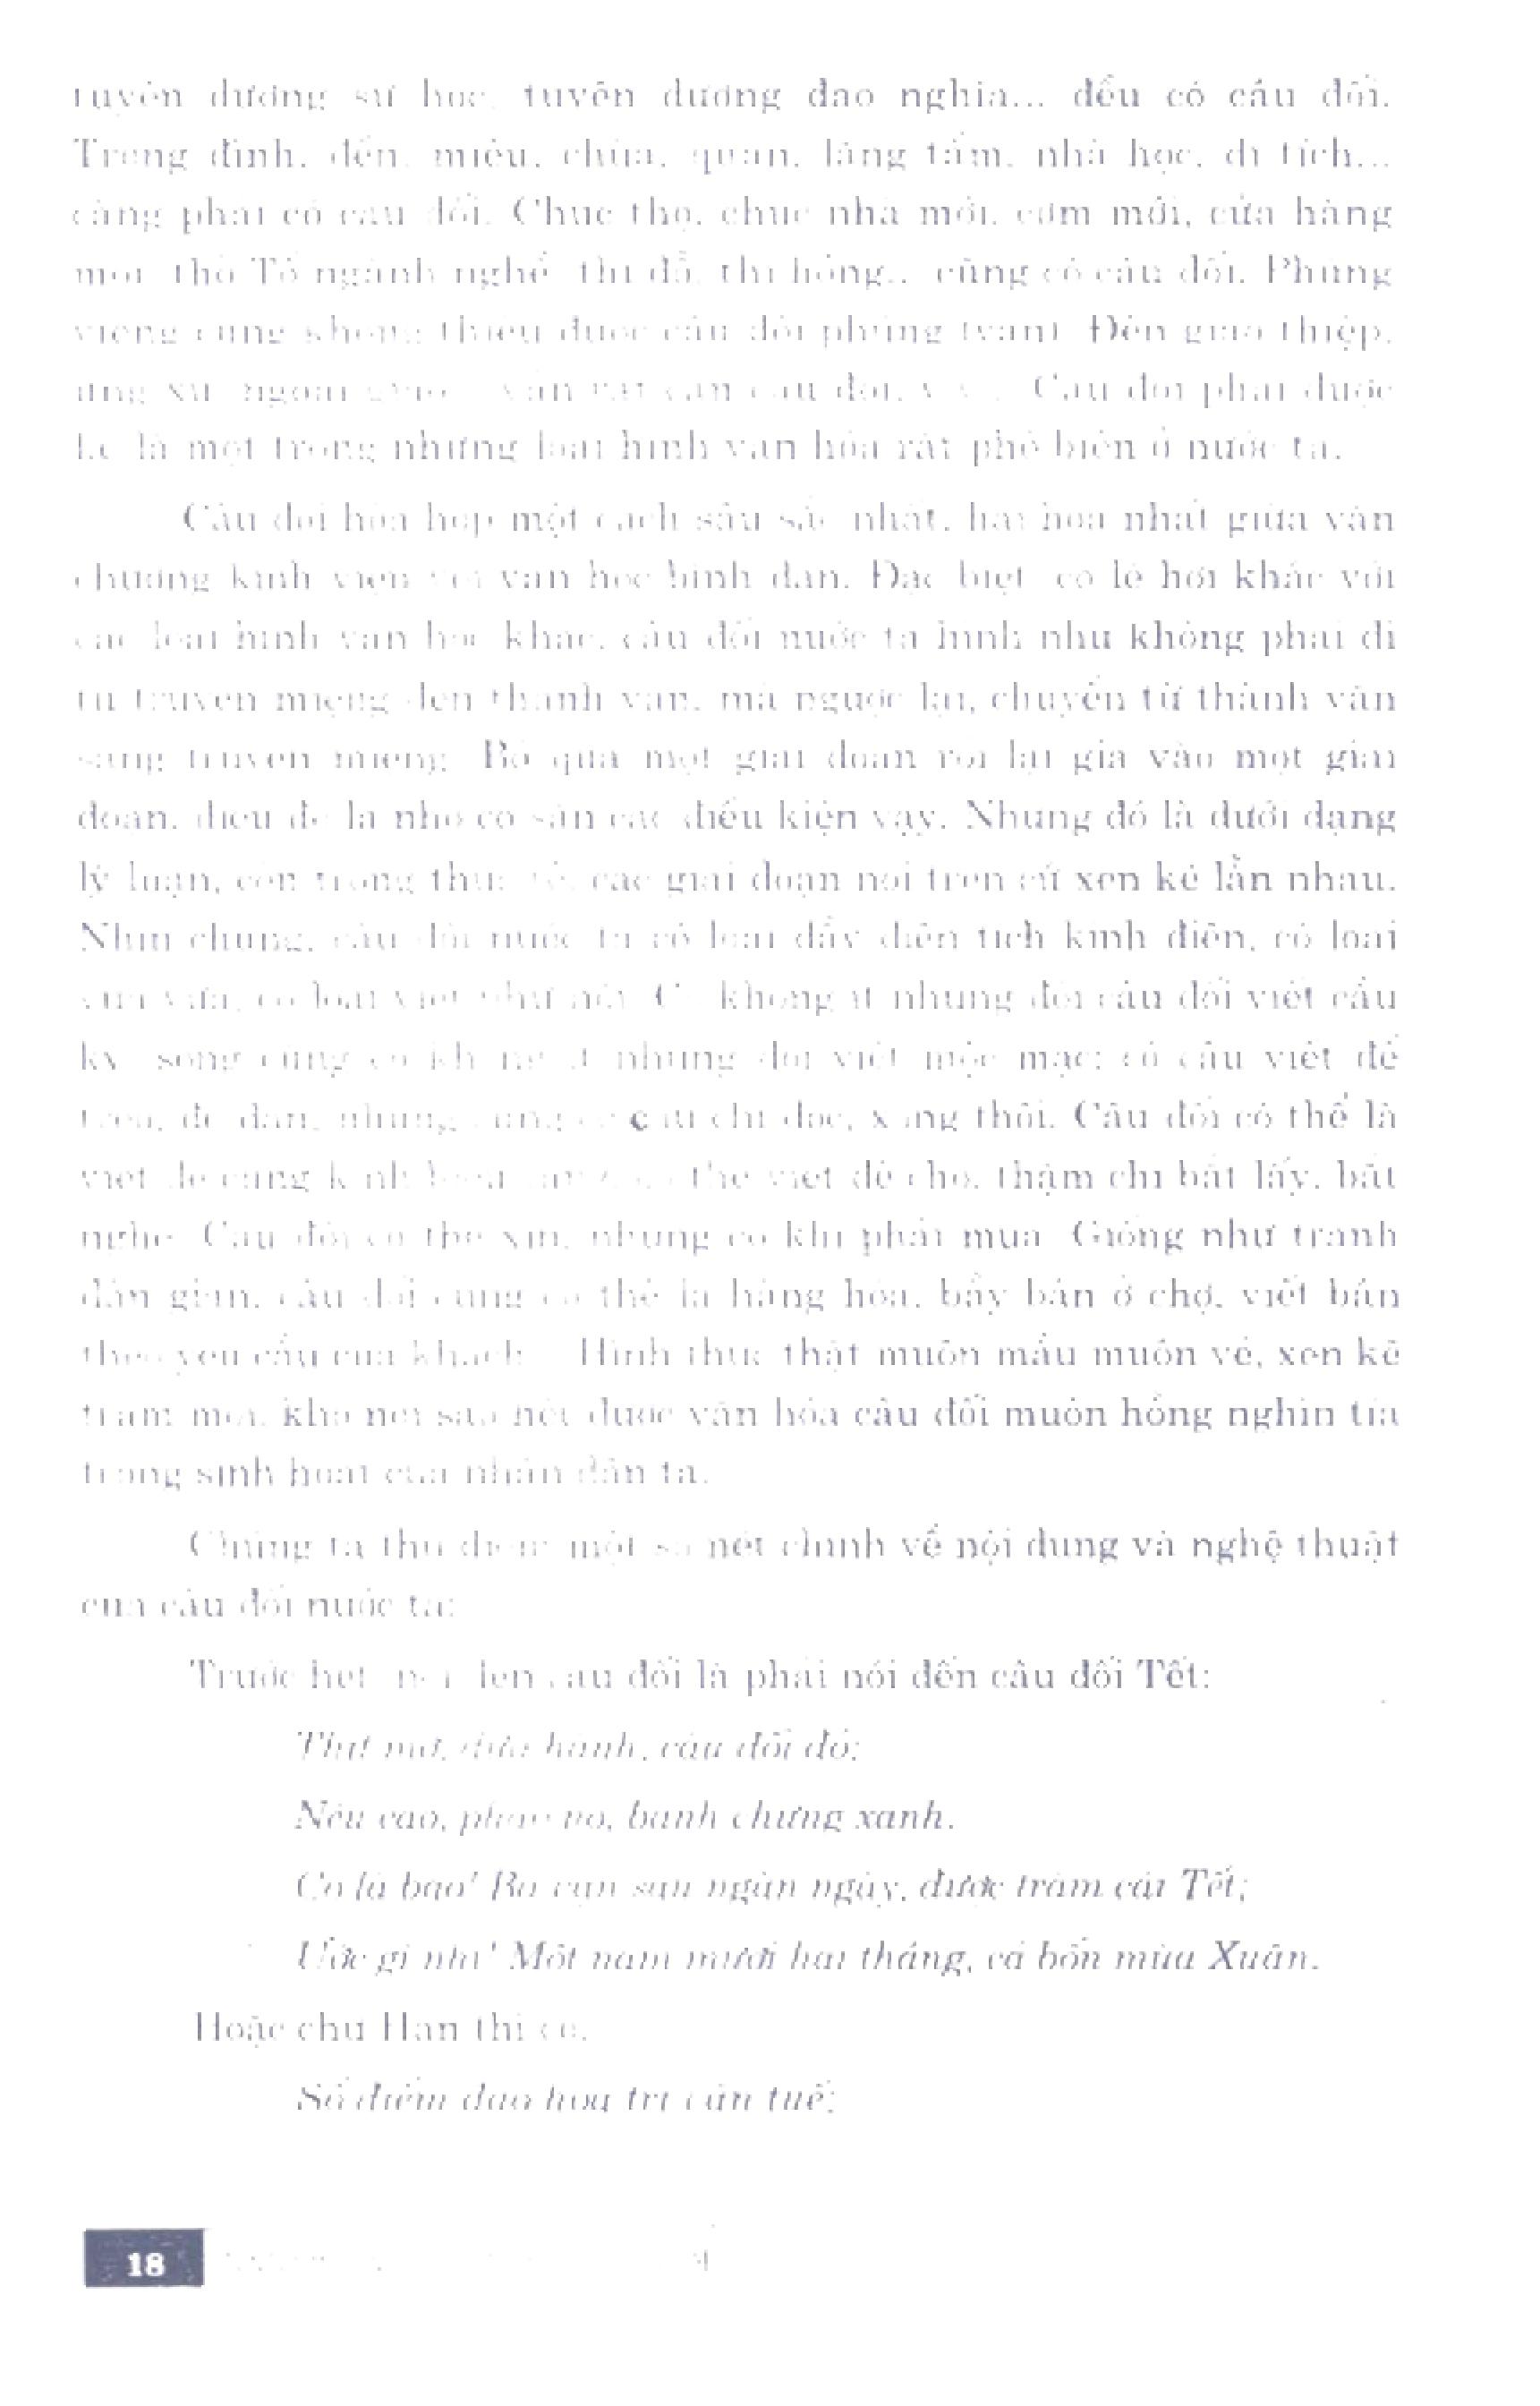 tuyên dương sự học, tuyên dương đạo nghĩa... đều có câu đối.
Trong đình, đền, miếu, chùa, quán, lăng tẩm, nhà học, di tích...
càng phải có câu đối. Chúc thọ, chúc nhà mới, cơm mới, cửa hàng
mới, thờ Tổ ngành nghề, thi đỗ, thi hỏng... cũng có câu đối. Phúng
viếng cũng không thiếu được câu đối phúng (vãn). Đến giao thiệp,
ứng xử, ngoại giao vẫn rất cần câu đối, v.v... Câu đối phải được
kể là một trong những loại hình văn hóa rất phổ biến ở nước ta.
Câu đối hòa hợp một cách sâu sắc nhất, hài hòa nhất giữa văn
chương kinh viện với văn học bình dân. Đặc biệt, có lẽ hơi khác với
các loại hình văn học khác, câu đối nước ta hình như không phải đi
từ truyền miệng đến thành văn, mà ngược lại, chuyển từ thành văn
sang truyền miệng. Bỏ qua một giai đoạn rồi lại gia vào một giai
đoạn, điều đó là nhờ có sẵn các điều kiện vậy. Nhưng đó là dưới dạng
lý luận, còn trong thực tế, các giai đoạn nói trên cứ xen kẽ lẫn nhau.
Nhìn chung, câu đối nước ta có loại đầy điển tích kinh điển, có loại
vừa vừa, có loại viết như nói. Có không ít những đôi câu đối viết cầu
kỳ, song cũng có không ít những đôi viết mộc mạc; có câu viết để
treo, để dán, nhưng cũng có câu chỉ đọc, xong thôi. Câu đối có thể là
viết để cúng kính thể viết để cho, thậm chí bắt lấy, bắt
nghe. Câu đối có thể xin, nhưng có khi phải mua. Giống như tranh
dân gian, câu đối cũng có thể là hàng hóa, bầy bán ở chợ, viết bán
theo yêu cầu của khách... Hình thức thật muôn mầu muôn vẻ, xen kẽ
trăm mối, khó nói sao hết được văn hóa câu đối muôn hồng nghìn tía
trong sinh hoạt của nhân dân ta.
Chúng ta thử điểm một số nét chính về nội dung và nghệ thuật
của câu đối nước ta:
Trước hết, nói đến câu đối là phải nói đến câu đối Tết:
Thịt mỡ, dưa hành, câu đối đỏ;
Nêu cao, pháo nổ, bánh chưng xanh.
Cọ là bao! Ba vạn sáu ngàn ngày, được trăm cái Tết;
Ước gì nhỉ! Một năm mười hai tháng, cả bốn mùa Xuân.
Hoặc chữ Hán thì có:
Số điểm đào hoa tri cán tuế;
18